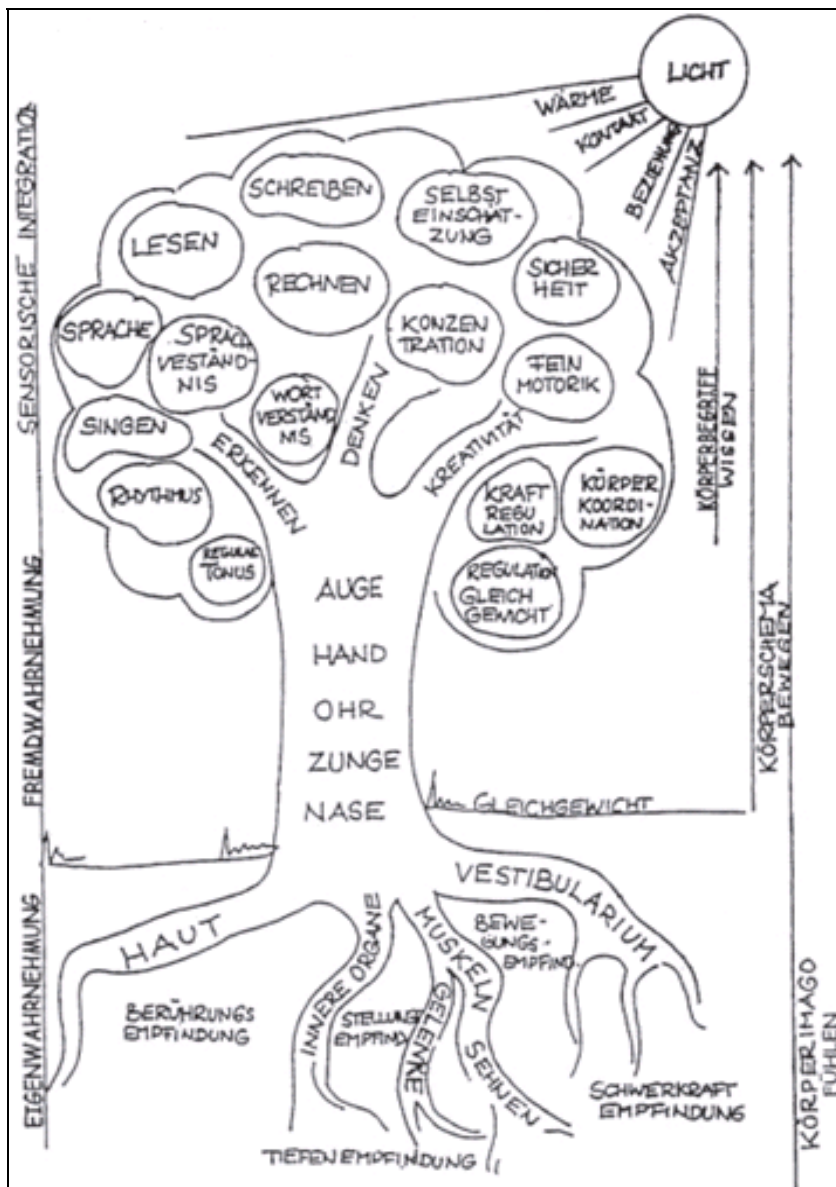 LICHT
WÄRME
KONTAKT
BEZIEHUNG
AKZEPTANZ
SCHREIBEN
SELBST
EINSCHÄT-
ZUNG
LESEN
RECHNEN
SICHER
HEIT
SPRACHE
SPRACH
VESTÄND-
NIS
KONZEN
TRATION
WORT
VERSTÄND
NIS
FEIN
MOTORIK
SINGEN
ERKENNEN
DENKEN
KREATIVITÄT
RHYTHMUS
KRAFT
REGU
LATION
KÖRPER
KOORDI-
NATION
TONUS
REGULATION
GLEICH
GEWICHT
AUGE
HAND
OHR
ZUNGE
NASE
GLEICHGEWICHT
HAUT
INNERE ORGANE
MUSKELN
SEHNEN
GELENKE
VESTIBULARIUM
BEWE-
GUNGS-
EMPFIND.
BERÜHRUNGS
EMPFINDUNG
STELLUNGS
EMPFIND.
SCHWERKRAFT
EMPFINDUNG
TIEFENEMPFINDUNG
SENSORISCHE INTEGRATION
FREMDWAHRNEHMUNG
EIGENWAHRNEHMUNG
KÖRPERBEGRIFF
WISSEN
KÖRPERSCHEMA
BEWEGEN
KÖRPERIMAGO
FÜHLEN